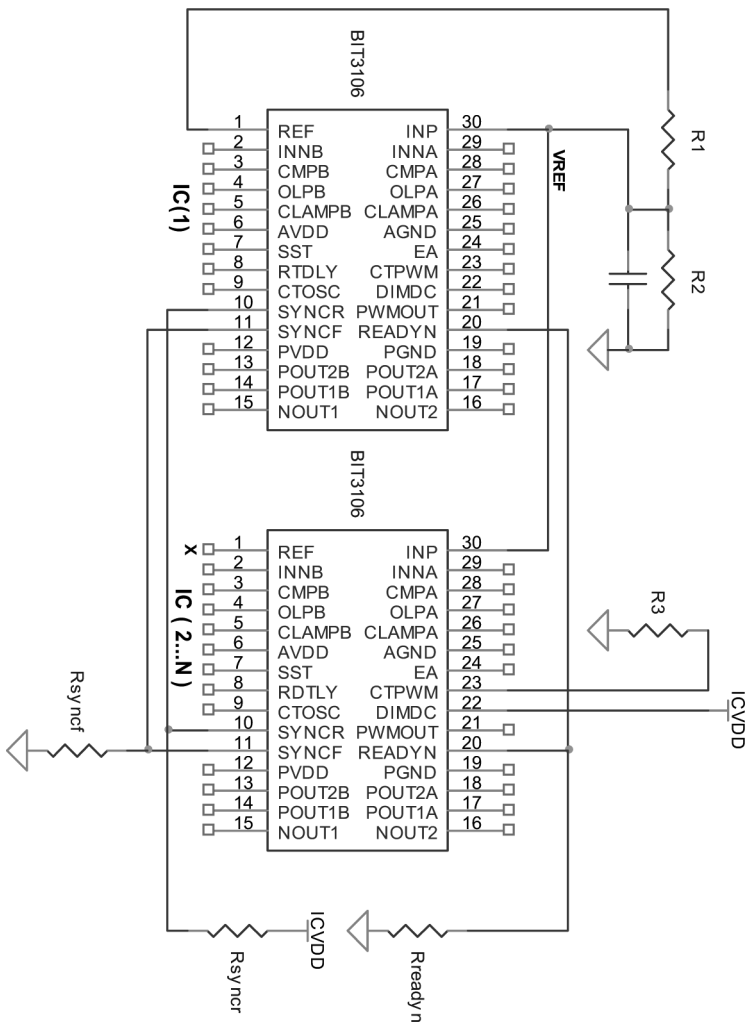 BIT3106
R1
1 REF INP 30
2 INNB INNA 29
3 CMPB CMPA 28
4 OLPB OLPA 27
5 CLAMPB CLAMPA 26
6 AVDD AGND 25
7 SST EA 24
8 RTDLY CTPWM 23
9 CTOSC DIMDC 22
10 SYNCR PWMOUT 21
11 SYNCF READYN 20
12 PVDD PGND 19
13 POUT2B POUT2A 18
14 POUT1B POUT1A 17
15 NOUT1 NOUT2 16
IC(1)
VREF
R2
BIT3106
1 REF INP 30
2 INNB INNA 29
3 CMPB CMPA 28
4 OLPB OLPA 27
5 CLAMPB CLAMPA 26
6 AVDD AGND 25
7 SST EA 24
8 RDTLY CTPWM 23
9 CTOSC DIMDC 22
10 SYNCR PWMOUT 21
11 SYNCF READYN 20
12 PVDD PGND 19
13 POUT2B POUT2A 18
14 POUT1B POUT1A 17
15 NOUT1 NOUT2 16
X
IC ( 2...N )
R3
ICVDD
Rsyncf
ICVDD
Rsyncr
Rreadyn